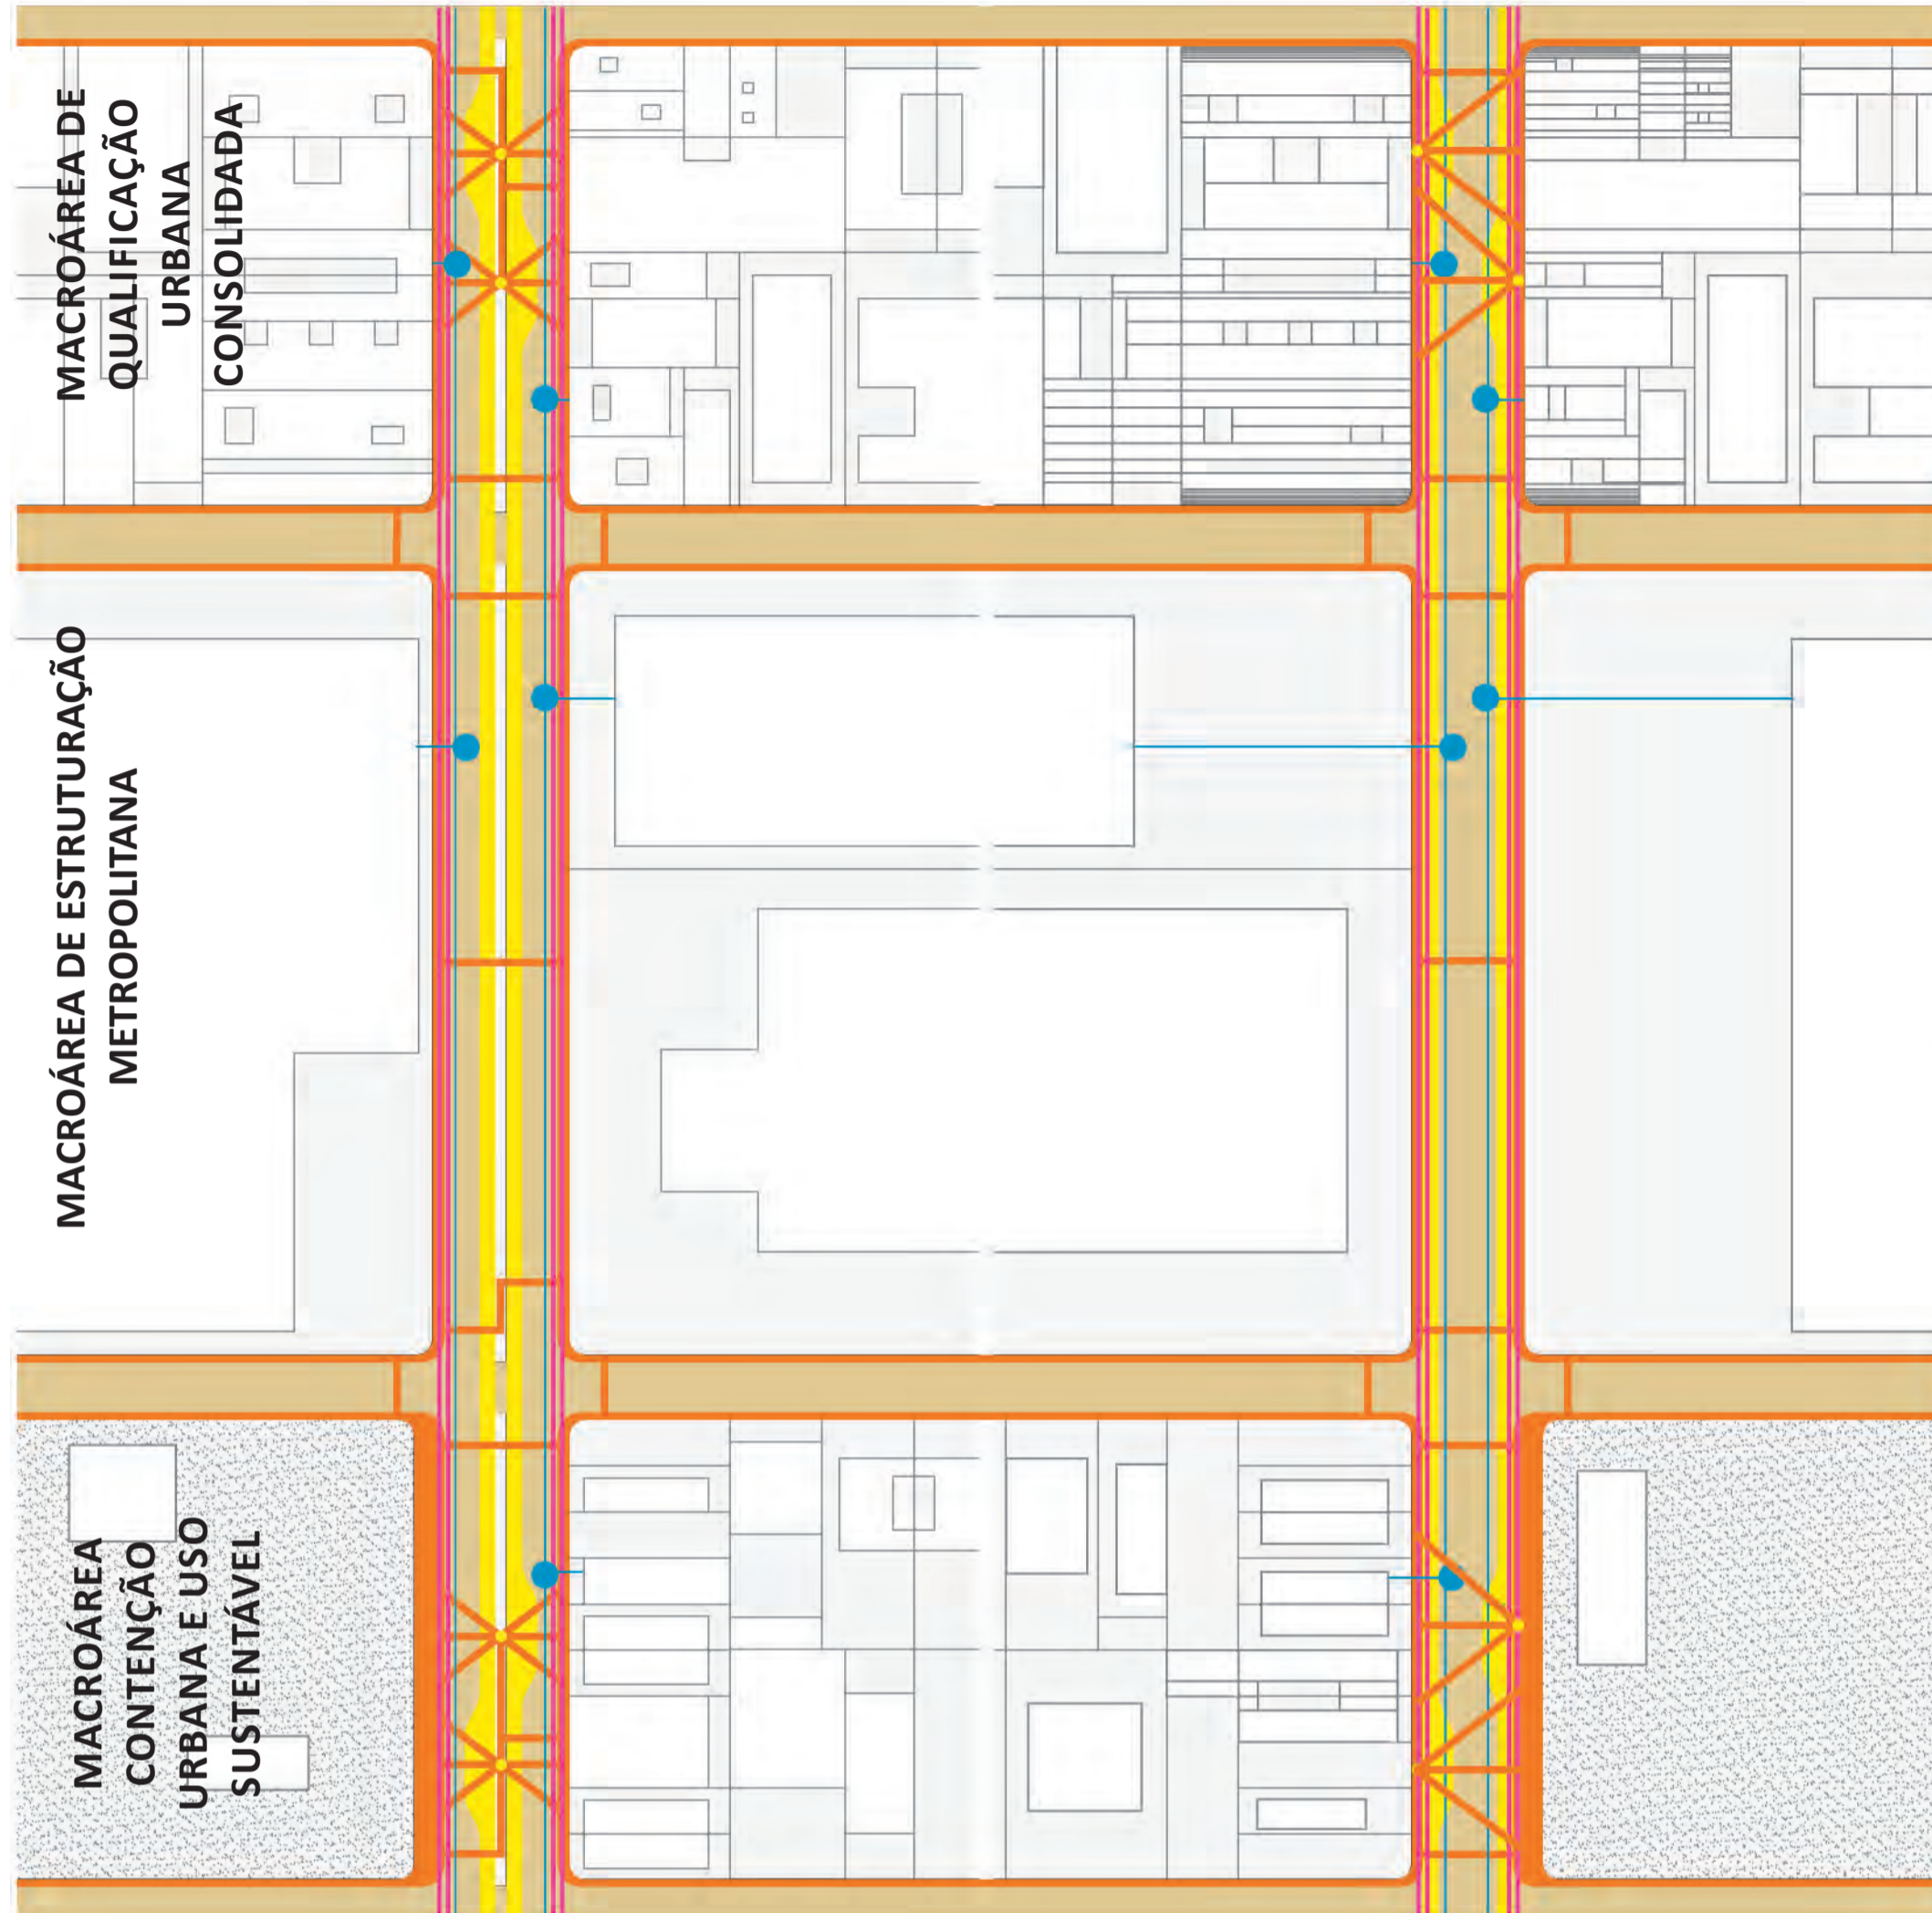 MACROÁREA DE
QUALIFICAÇÃO
URBANA
CONSOLIDADA
MACROÁREA DE ESTRUTURAÇÃO
METROPOLITANA
MACROÁREA
CONTENÇÃO
URBANA E USO
SUSTENTÁVEL